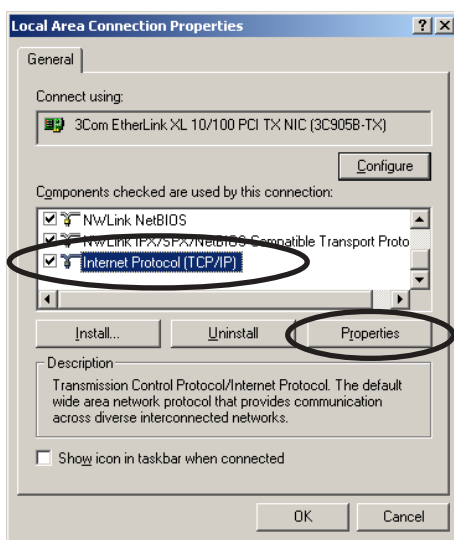 Local Area Connection Properties
General
Connect using:
3Com EtherLink XL 10/100 PCI TX NIC (3C905B-TX)
Configure
Components checked are used by this connection:
NWLink NetBIOS
NWLink IPX/SPX/NetBIOS Compatible Transport Proto
Internet Protocol (TCP/IP)
Install...
Uninstall
Properties
Description
Transmission Control Protocol/Internet Protocol. The default
wide area network protocol that provides communication
across diverse interconnected networks.
Show icon in taskbar when connected
OK
Cancel